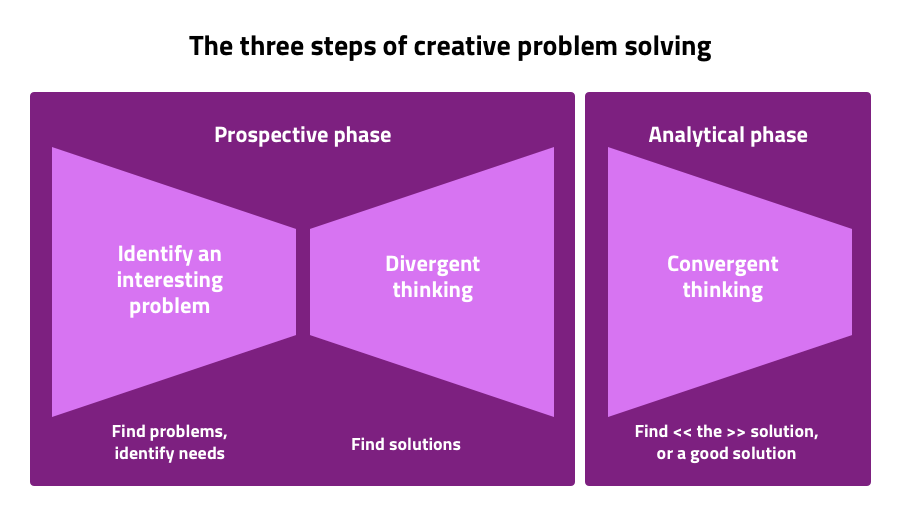 The three steps of creative problem solving
Prospective phase
Identify an
interesting
problem
Divergent
thinking
Find problems,
identify needs
Find solutions
Analytical phase
Convergent
thinking
Find << the >> solution,
or a good solution